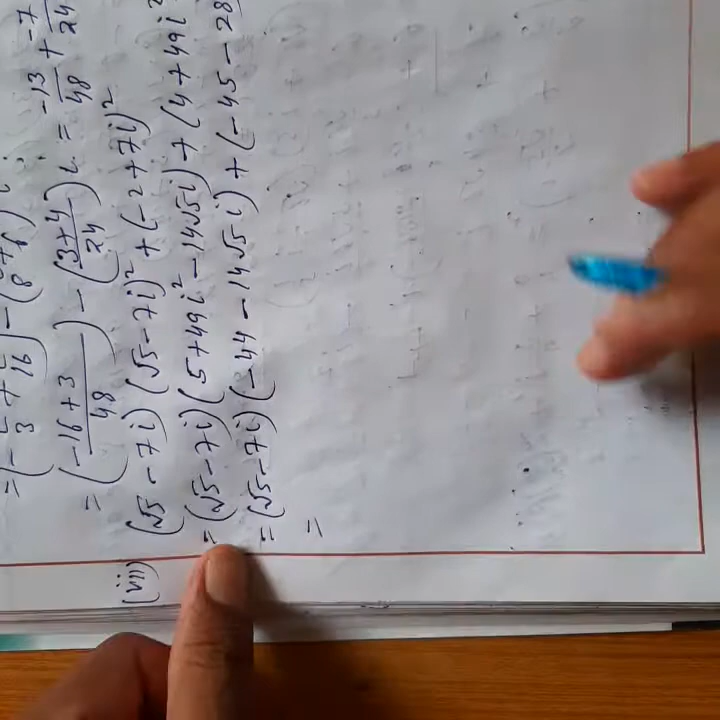 = (-16+3/48) - (3+4/24)i = -13/48 + -7/24
(vii) (√5 - 7i) (√5 - 7i)² + (-2 + 7i)²
= (√5 - 7i) (5 + 49i² - 14√5i) + (4 + 49i²
= (√5 - 7i) (-44 - 14√5i) + (-45 - 28
=